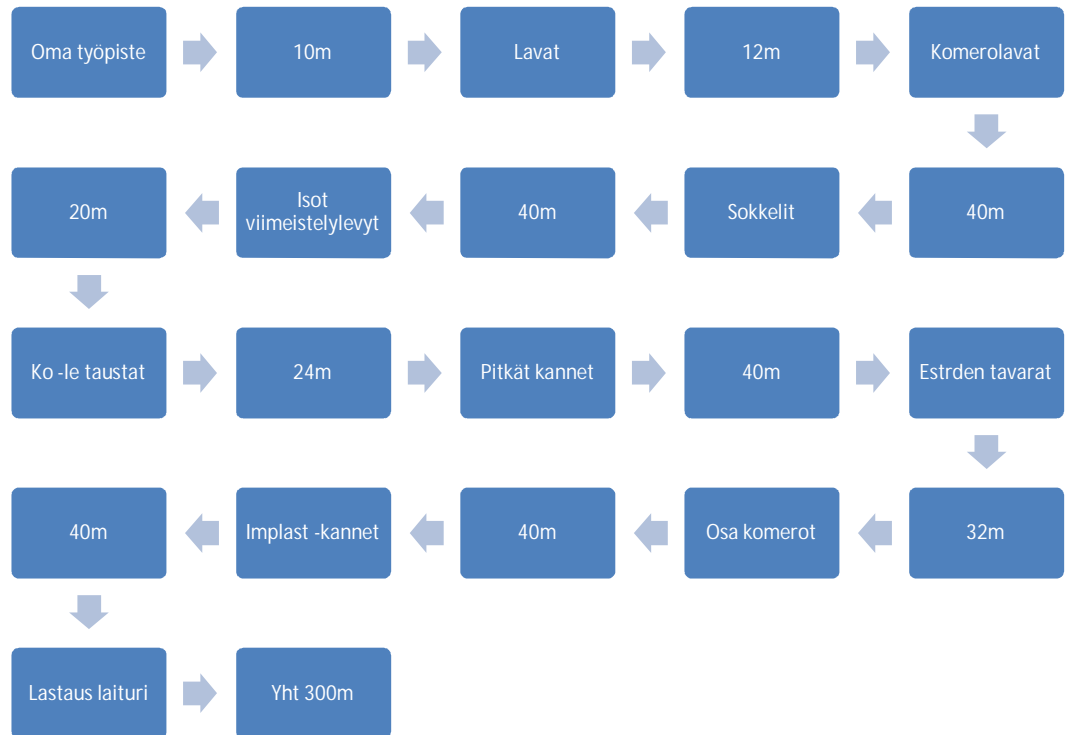 Oma työpiste
10m
Lavat
12m
Komerolavat
40m
Sokkelit
40m
Isot
viimeistelylevyt
20m
Ko -le taustat
24m
Pitkät kannet
40m
Estrden tavarat
32m
Osa komerot
40m
Implast -kannet
40m
Lastaus laituri
Yht 300m